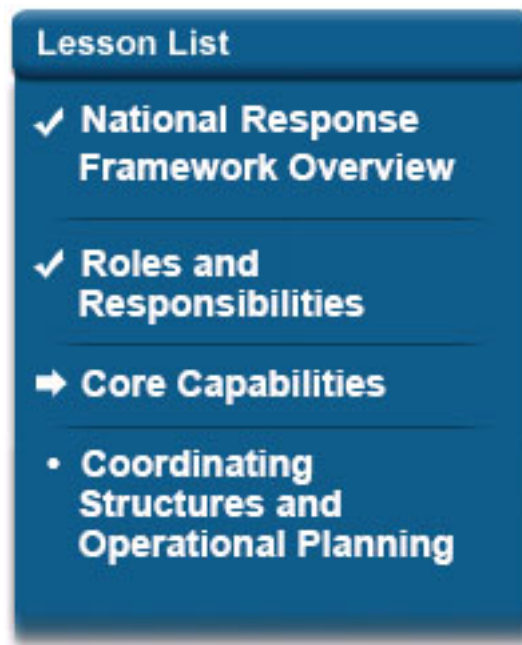 Lesson List
National Response
Framework Overview
Roles and
Responsibilities
Core Capabilities
• Coordinating
Structures and
Operational Planning